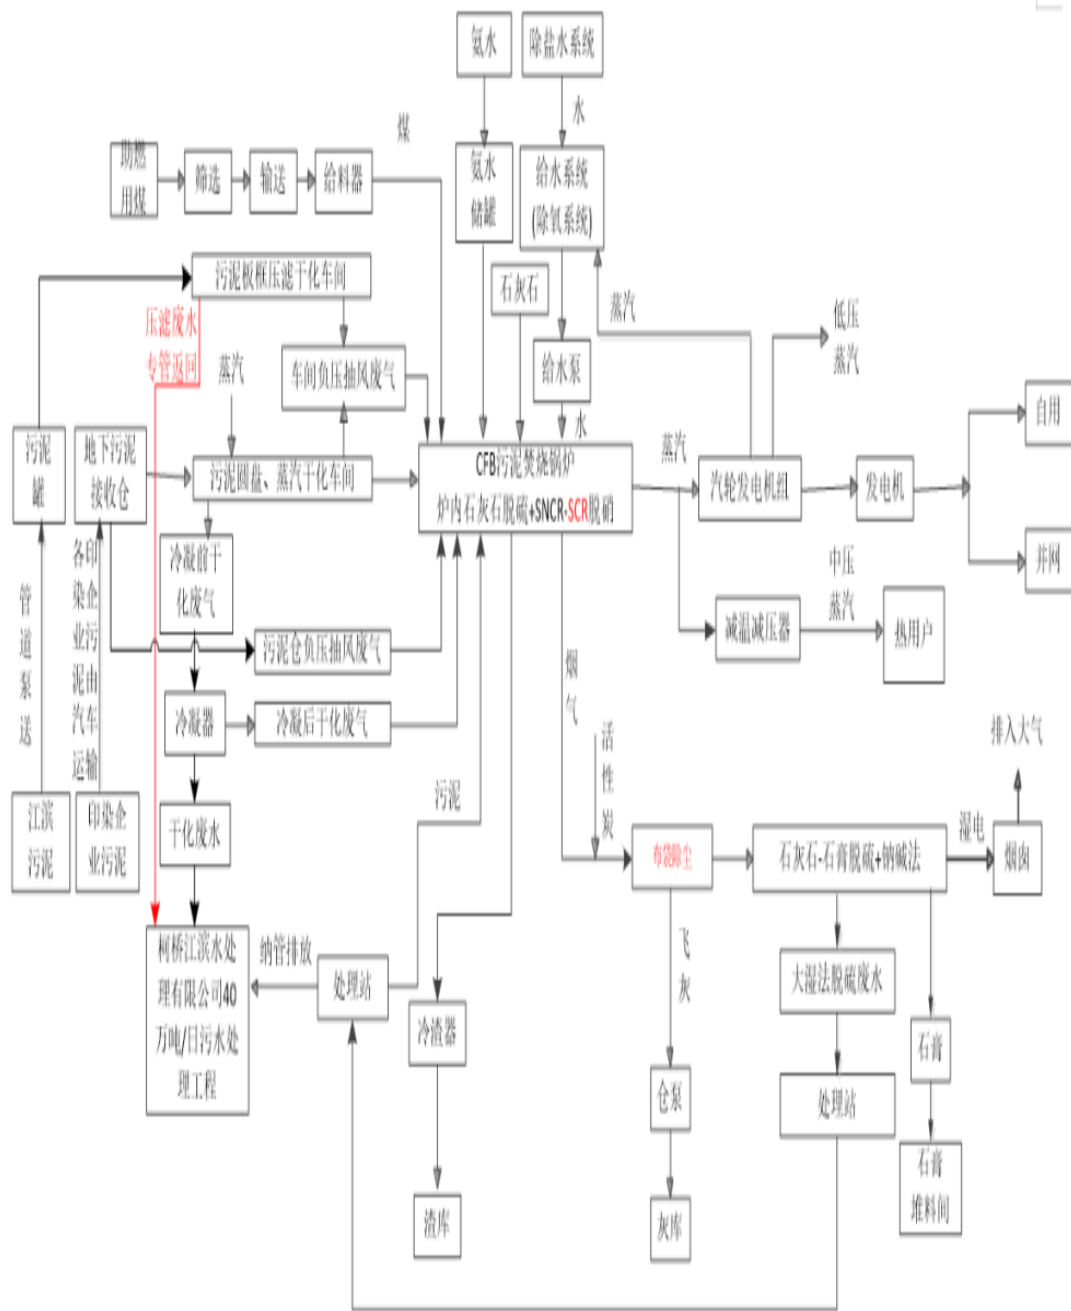 氨水
除盐水系统
水
煤
助燃
用煤
筛选
输送
给料器
氨水
储罐
给水系统
(除氧系统)
污泥板框压滤干化车间
石灰石
蒸汽
低压
蒸汽
压滤废水
专管返回
蒸汽
车间负压抽风废气
给水泵
水
自用
污泥
罐
地下污泥
接收仓
污泥圆盘、蒸汽干化车间
CFB污泥焚烧锅炉
炉内石灰石脱硫+SNCR-SCR脱硝
蒸汽
汽轮发电机组
发电机
并网
冷凝前干
化废气
中压
蒸汽
管道泵送
各印
染企
业污
泥由
汽车
运输
污泥仓负压抽风废气
减温减压器
热用户
烟气
冷凝器
冷凝后干化废气
活性炭
排入大气
江滨
污泥
印染企
业污泥
干化废水
污泥
布袋除尘
石灰石-石膏脱硫+钠碱法
湿电
烟囱
柯桥江滨水处
理有限公司40
万吨/日污水处
理工程
纳管排放
处理站
冷渣器
飞灰
大湿法脱硫废水
石膏
仓泵
处理站
石膏
堆料间
渣库
灰库